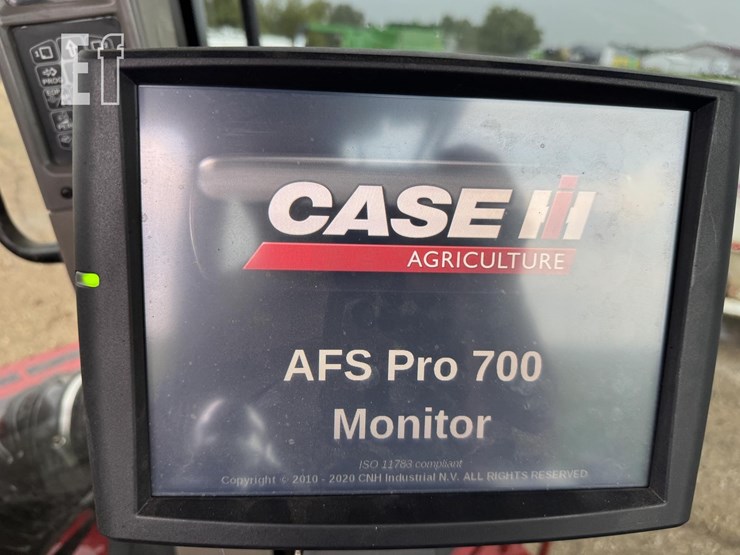 Ef
PROG
CASE IH
AGRICULTURE
AFS Pro 700
Monitor
ISO 11783 compliant
Copyright © 2010 - 2020 CNH Industrial N.V. ALL RIGHTS RESERVED